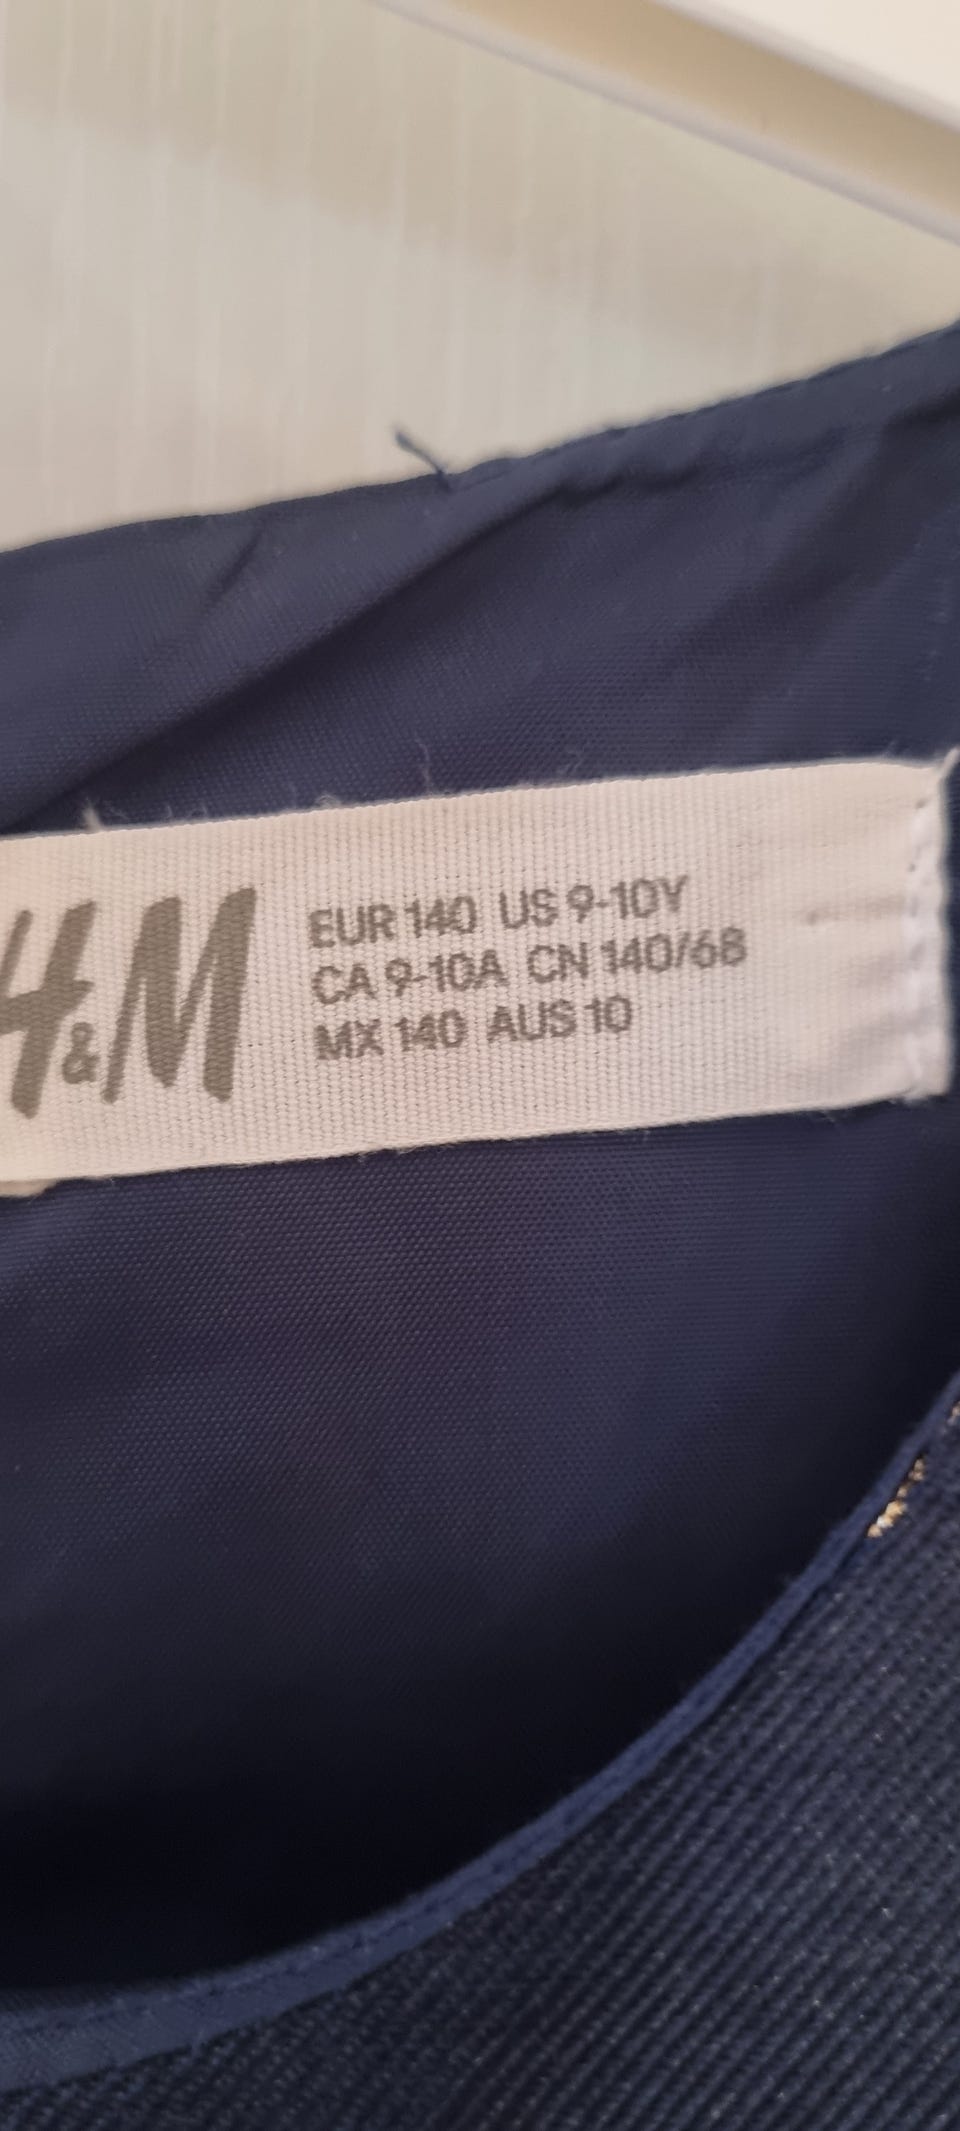 H&M
EUR 140 US 9-10Y
CA 9-10A CN 140/68
MX 140 AUS 10